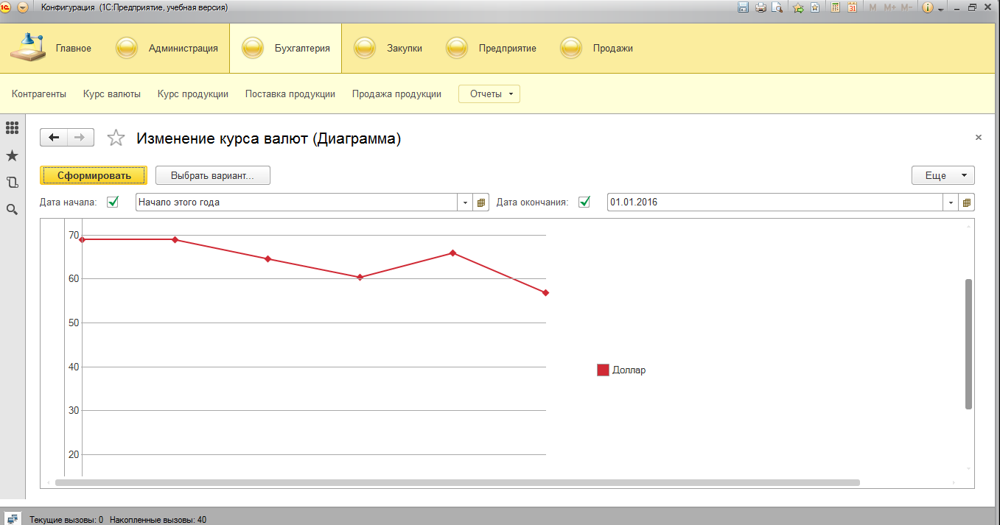 Конфигурация (1С:Предприятие, учебная версия)
M M+ M-
Главное Администрация Бухгалтерия Закупки Предприятие Продажи
Контрагенты Курс валюты Курс продукции Поставка продукции Продажа продукции Отчеты
Изменение курса валют (Диаграмма)
Сформировать Выбрать вариант... Еще
Дата начала: Начало этого года Дата окончания: 01.01.2016
70
60
50
40
Доллар
30
20
Текущие вызовы: 0 Накопленные вызовы: 40